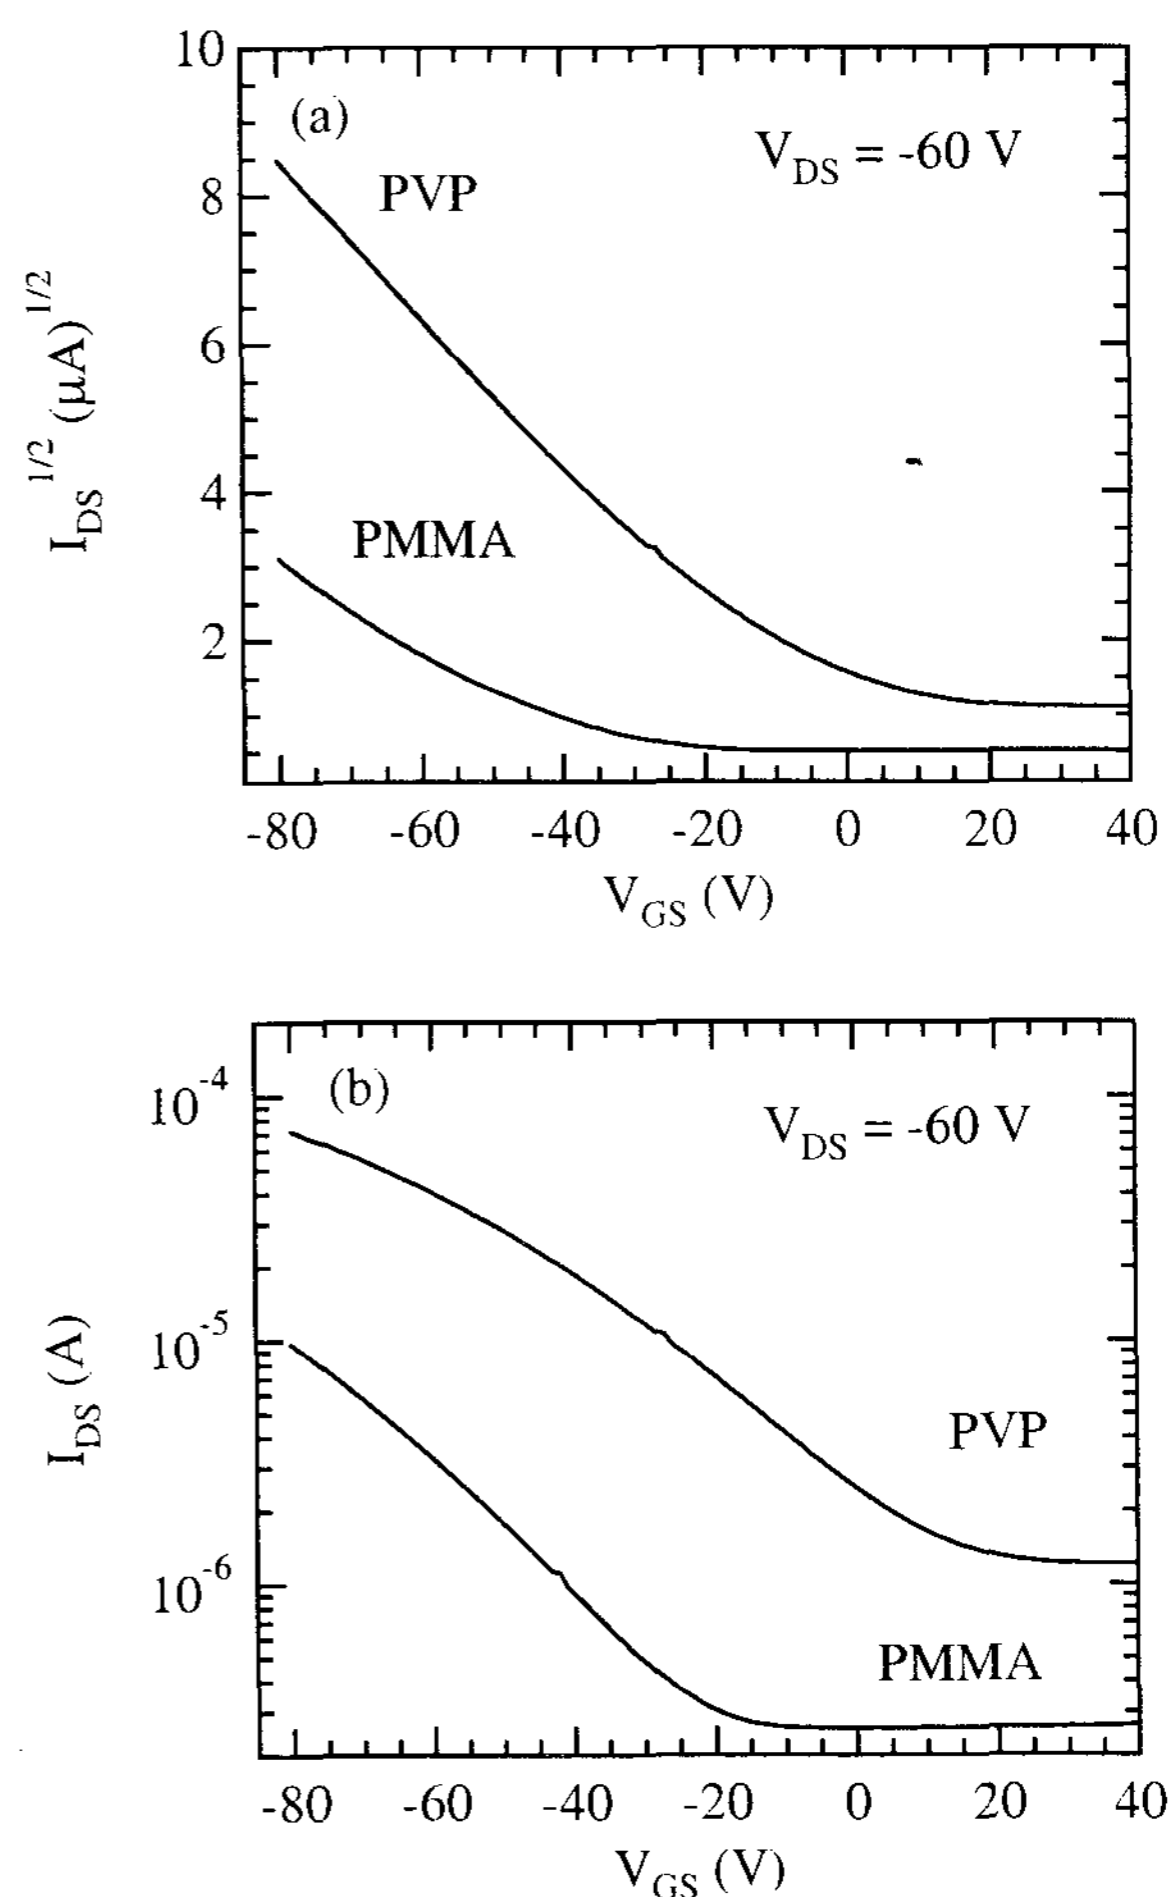 10
(a)
V_DS = -60 V
PVP
8
6
4
PMMA
2
I_DS^1/2 (μA)^1/2
-80 -60 -40 -20 0 20 40
V_GS (V)
(b)
V_DS = -60 V
10^-4
10^-5
PVP
10^-6
PMMA
I_DS (A)
-80 -60 -40 -20 0 20 40
V_GS (V)